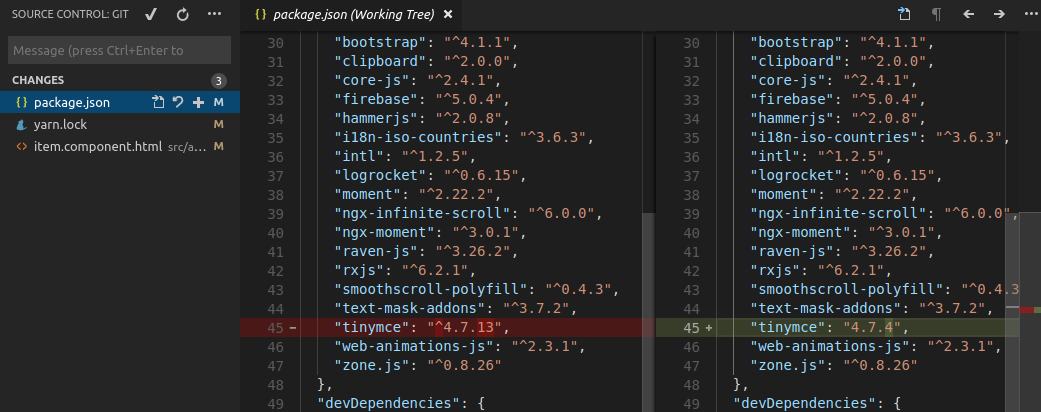 SOURCE CONTROL: GIT
Message (press Ctrl+Enter to
CHANGES 3
{ } package.json M
yarn.lock M
<> item.component.html src/a... M
{ } package.json (Working Tree) ×
30 "bootstrap": "^4.1.1",
31 "clipboard": "^2.0.0",
32 "core-js": "^2.4.1",
33 "firebase": "^5.0.4",
34 "hammerjs": "^2.0.8",
35 "i18n-iso-countries": "^3.6.3",
36 "intl": "^1.2.5",
37 "logrocket": "^0.6.15",
38 "moment": "^2.22.2",
39 "ngx-infinite-scroll": "^6.0.0",
40 "ngx-moment": "^3.0.1",
41 "raven-js": "^3.26.2",
42 "rxjs": "^6.2.1",
43 "smoothscroll-polyfill": "^0.4.3",
44 "text-mask-addons": "^3.7.2",
45 - "tinymce": "^4.7.13",
46 "web-animations-js": "^2.3.1",
47 "zone.js": "^0.8.26"
48 },
49 "devDependencies": {
30 "bootstrap": "^4.1.1",
31 "clipboard": "^2.0.0",
32 "core-js": "^2.4.1",
33 "firebase": "^5.0.4",
34 "hammerjs": "^2.0.8",
35 "i18n-iso-countries": "^3.6.3",
36 "intl": "^1.2.5",
37 "logrocket": "^0.6.15",
38 "moment": "^2.22.2",
39 "ngx-infinite-scroll": "^6.0.0",
40 "ngx-moment": "^3.0.1",
41 "raven-js": "^3.26.2",
42 "rxjs": "^6.2.1",
43 "smoothscroll-polyfill": "^0.4.3
44 "text-mask-addons": "^3.7.2",
45 + "tinymce": "4.7.4",
46 "web-animations-js": "^2.3.1",
47 "zone.js": "^0.8.26"
48 },
49 "devDependencies": {